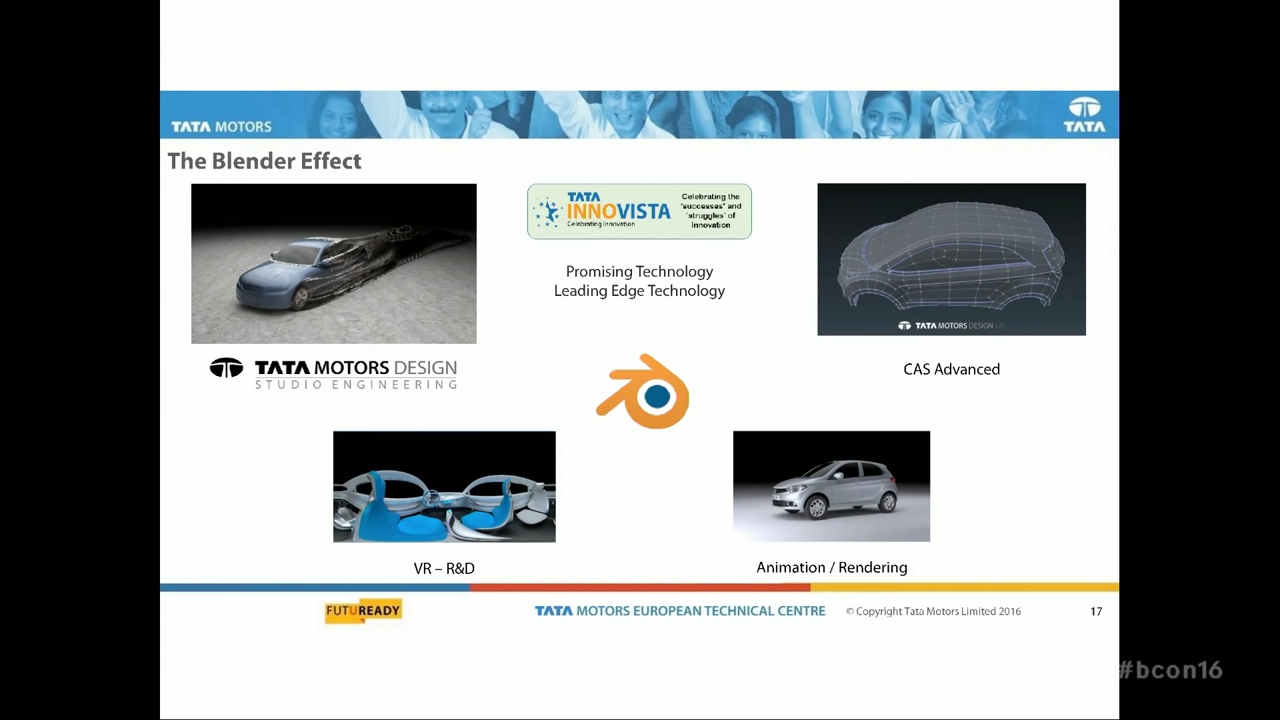 TATA MOTORS
TATA
The Blender Effect
TATA
INNOVISTA
Celebrating Innovation
Celebrating the
'successes' and
'struggles' of
Innovation
Promising Technology
Leading Edge Technology
TATA MOTORS DESIGN
STUDIO ENGINEERING
TATA MOTORS DESIGN UK
CAS Advanced
VR – R&D
Animation / Rendering
FUTUREADY
TATA MOTORS EUROPEAN TECHNICAL CENTRE
© Copyright Tata Motors Limited 2016
17
#bcon16